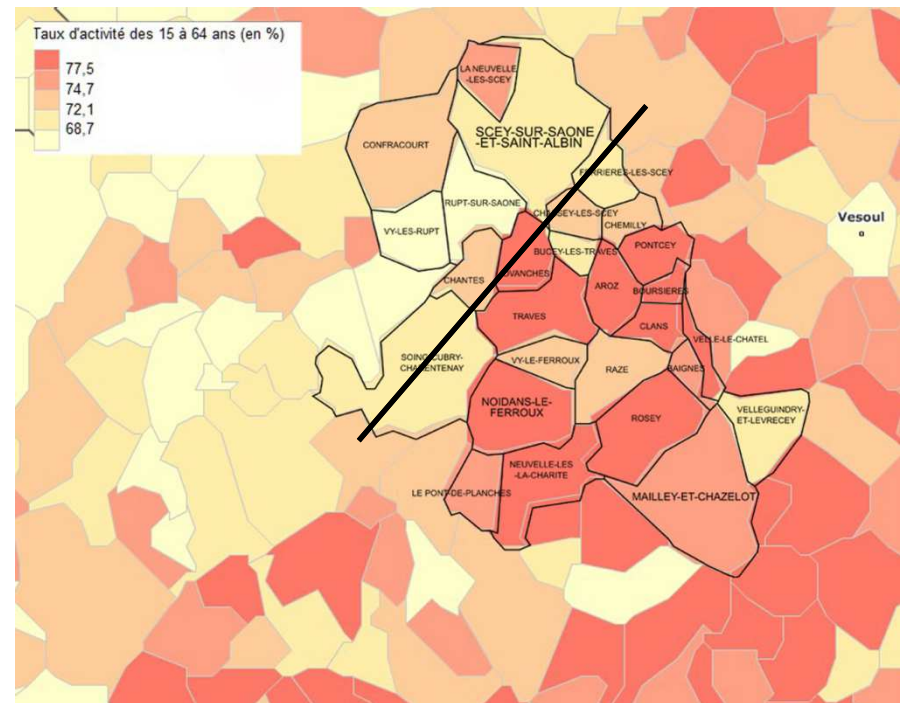 Taux d'activité des 15 à 64 ans (en %)
77,5
74,7
72,1
68,7
LA NEUVELLE
-LES-SCEY
SCEY-SUR-SAONE
-ET-SAINT-ALBIN
CONFRACOURT
FERRIERES-LES-SCEY
RUPT-SUR-SAONE
CHASSEY-LES-SCEY
CHEMILLY
Vesoul
VY-LES-RUPT
BUCEY-LES-TRAVES
PONTCEY
OVANCHES
CHANTES
AROZ
BOURSIERES
TRAVES
CLANS
VELLE-LE-CHATEL
SOING-CUBRY-
CHARENTENAY
VY-LE-FERROUX
RAZE
BAIGNES
NOIDANS-LE-
FERROUX
ROSEY
VELLEGUINDRY-
ET-LEVRECEY
NEUVELLE-LES
-LA-CHARITE
LE PONT-DE-PLANCHES
MAILLEY-ET-CHAZELOT